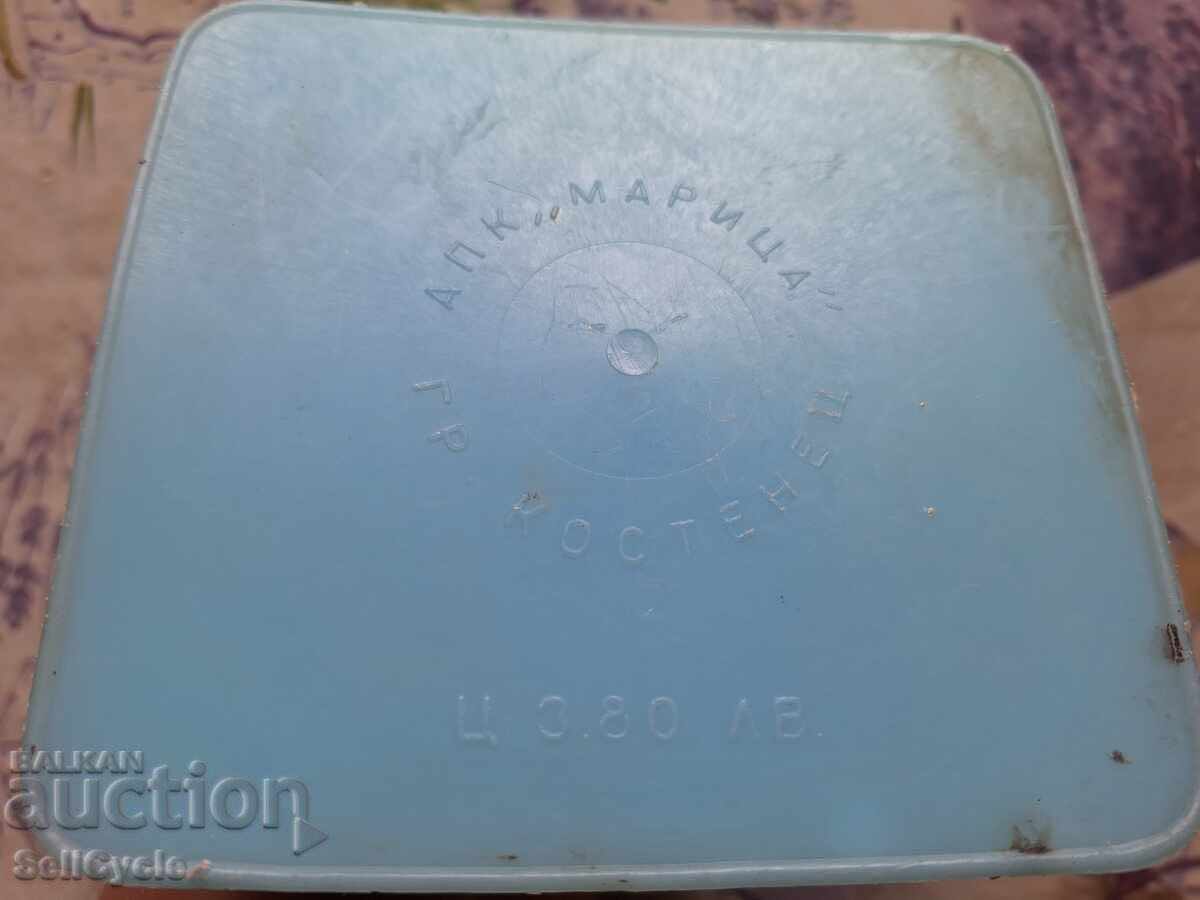 АПК „МАРИЦА"
ГР КОСТЕНЕЦ
Ц 3.80 ЛВ.
BALKAN
auction
SellCycle